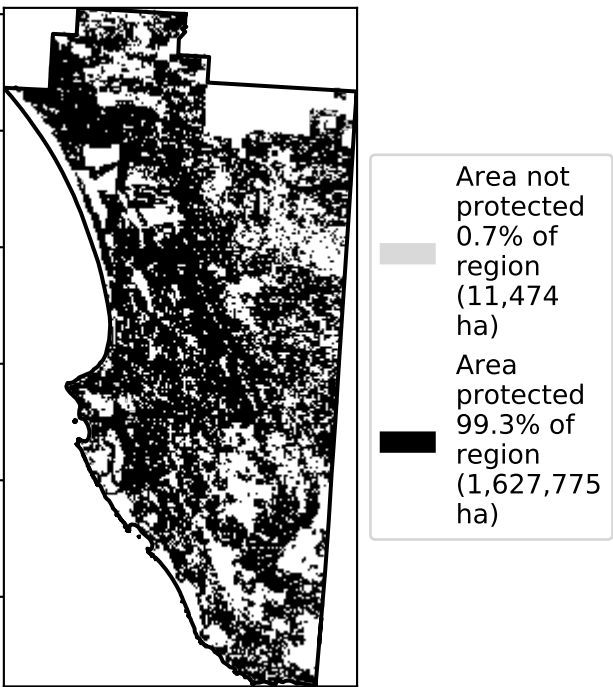 Area not
protected
0.7% of
region
(11,474
ha)
Area
protected
99.3% of
region
(1,627,775
ha)